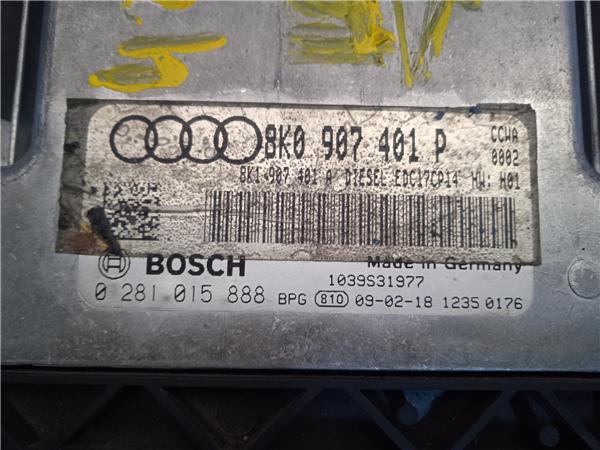 8K0 907 401 P
CCWA
0002
8K1 907 401 A DIESEL EDC17CP14 HW: H01
BOSCH
Made in Germany
1039S31977
0 281 015 888 BPG 810 09-02-18 1235 0176